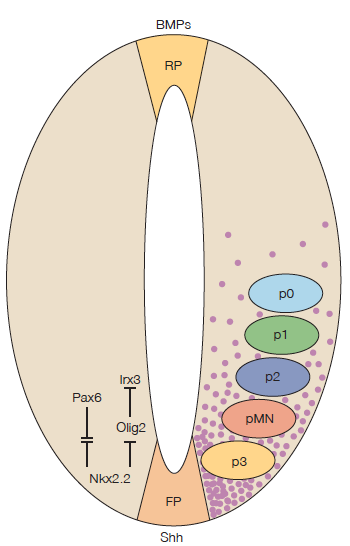 BMPs
RP
p0
p1
p2
Irx3
Pax6
pMN
Olig2
p3
Nkx2.2
FP
Shh